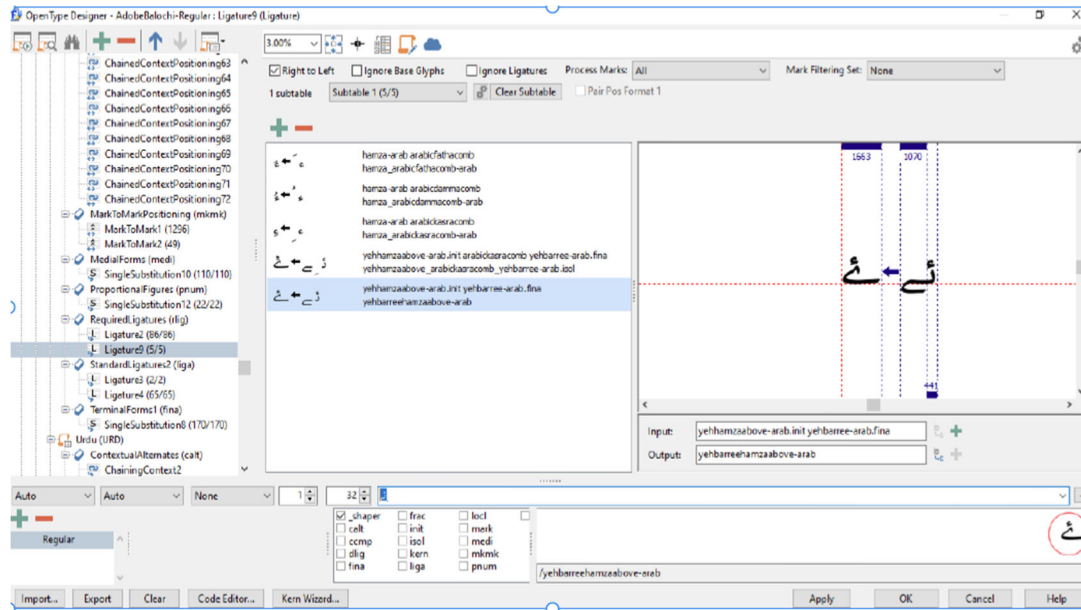 OpenType Designer - AdobeBalochi-Regular : Ligature9 (Ligature)
3.00%
Right to Left Ignore Base Glyphs Ignore Ligatures Process Marks: All Mark Filtering Set: None
1 subtable Subtable 1 (5/5) Clear Subtable Pair Pos Format 1
ChainedContextPositioning63
ChainedContextPositioning64
ChainedContextPositioning65
ChainedContextPositioning66
ChainedContextPositioning67
ChainedContextPositioning68
ChainedContextPositioning69
ChainedContextPositioning70
ChainedContextPositioning71
ChainedContextPositioning72
MarkToMarkPositioning (mkmk)
MarkToMark1 (1296)
MarkToMark2 (49)
MedialForms (medi)
SingleSubstitution10 (110/110)
ProportionalFigures (pnum)
SingleSubstitution12 (22/22)
RequiredLigatures (rlig)
Ligature2 (86/86)
Ligature9 (5/5)
StandardLigatures2 (liga)
Ligature3 (2/2)
Ligature4 (65/65)
TerminalForms1 (fina)
SingleSubstitution8 (170/170)
Urdu (URD)
ContextualAlternates (calt)
ChainingContext2
hamza-arab arabicfathacomb
hamza_arabicfathacomb-arab
hamza-arab arabicdammacomb
hamza_arabicdammacomb-arab
hamza-arab arabickasracomb
hamza_arabickasracomb-arab
yehhamzaabove-arab.init arabickasracomb yehbarree-arab.fina
yehhamzaabove_arabickasracomb_yehbarree-arab.isol
yehhamzaabove-arab.init yehbarree-arab.fina
yehbarreehamzaabove-arab
1663 1070
ۓ ئے
441
Input: yehhamzaabove-arab.init yehbarree-arab.fina
Output: yehbarreehamzaabove-arab
Auto Auto None 1 32
Regular
_shaper frac locl
calt init mark
ccmp isol medi
dlig kern mkmk
fina liga pnum
ۓ
/yehbarreehamzaabove-arab
Import... Export Clear Code Editor... Kern Wizard... Apply OK Cancel Help